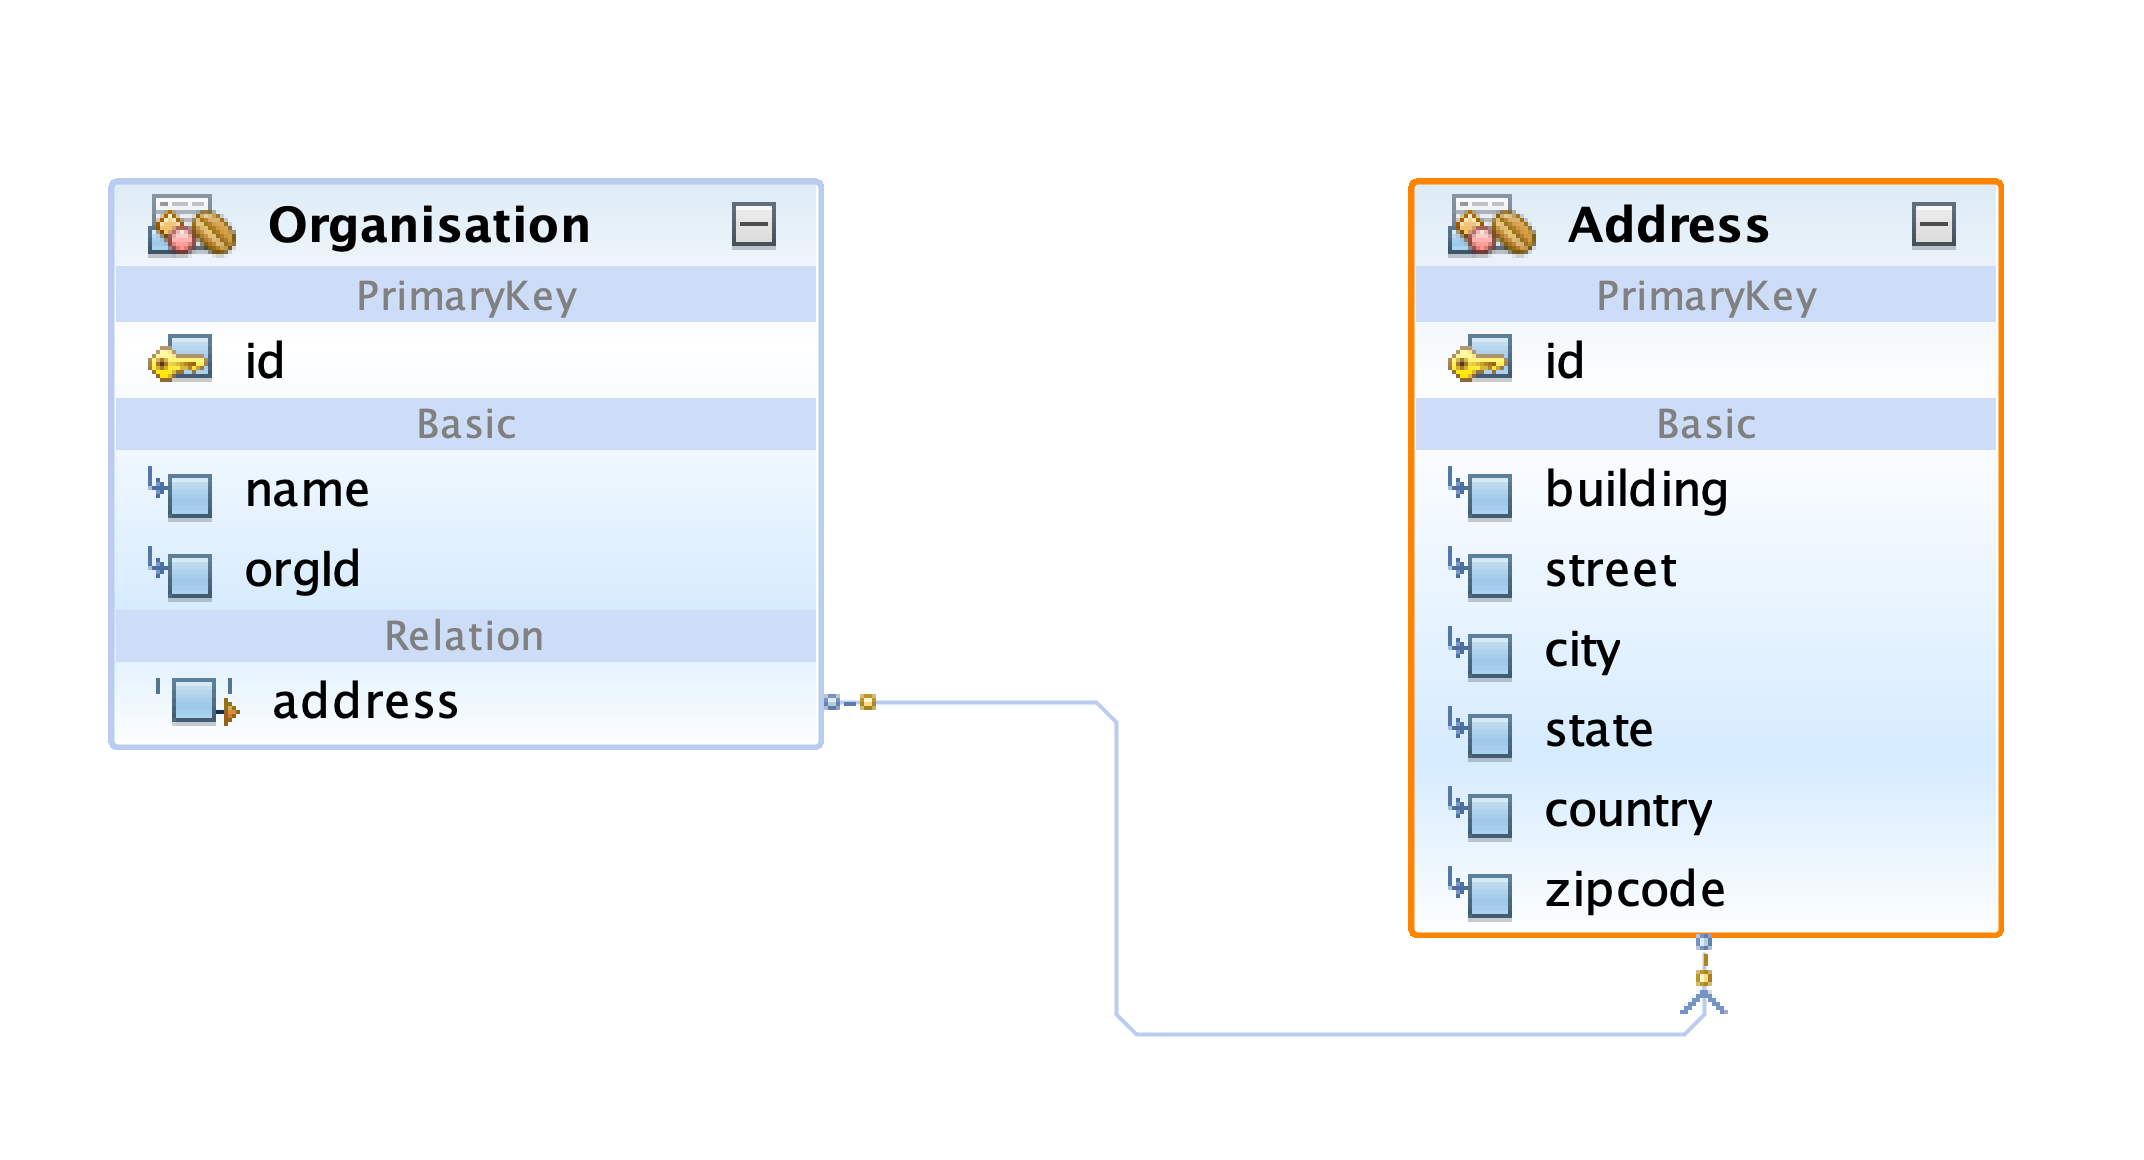 Organisation
PrimaryKey
id
Basic
name
orgId
Relation
address
Address
PrimaryKey
id
Basic
building
street
city
state
country
zipcode